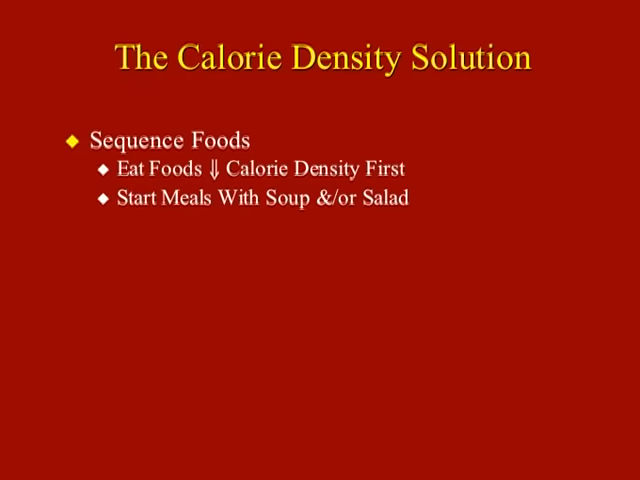 The Calorie Density Solution
Sequence Foods
Eat Foods ⇓ Calorie Density First
Start Meals With Soup &/or Salad